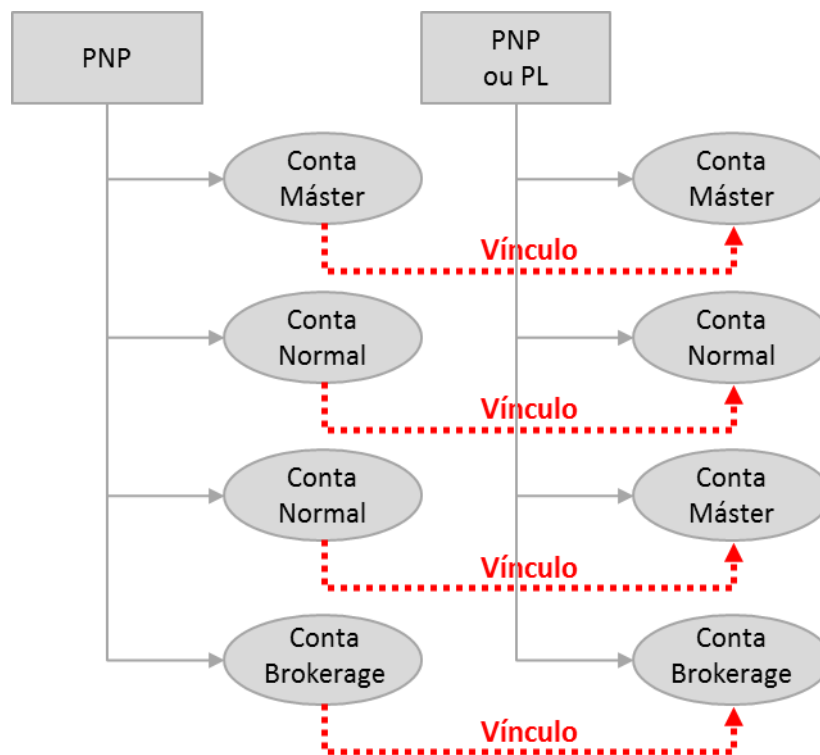 PNP
PNP
ou PL
Conta
Máster
Conta
Máster
Vínculo
Conta
Normal
Conta
Normal
Vínculo
Conta
Normal
Conta
Máster
Vínculo
Conta
Brokerage
Conta
Brokerage
Vínculo